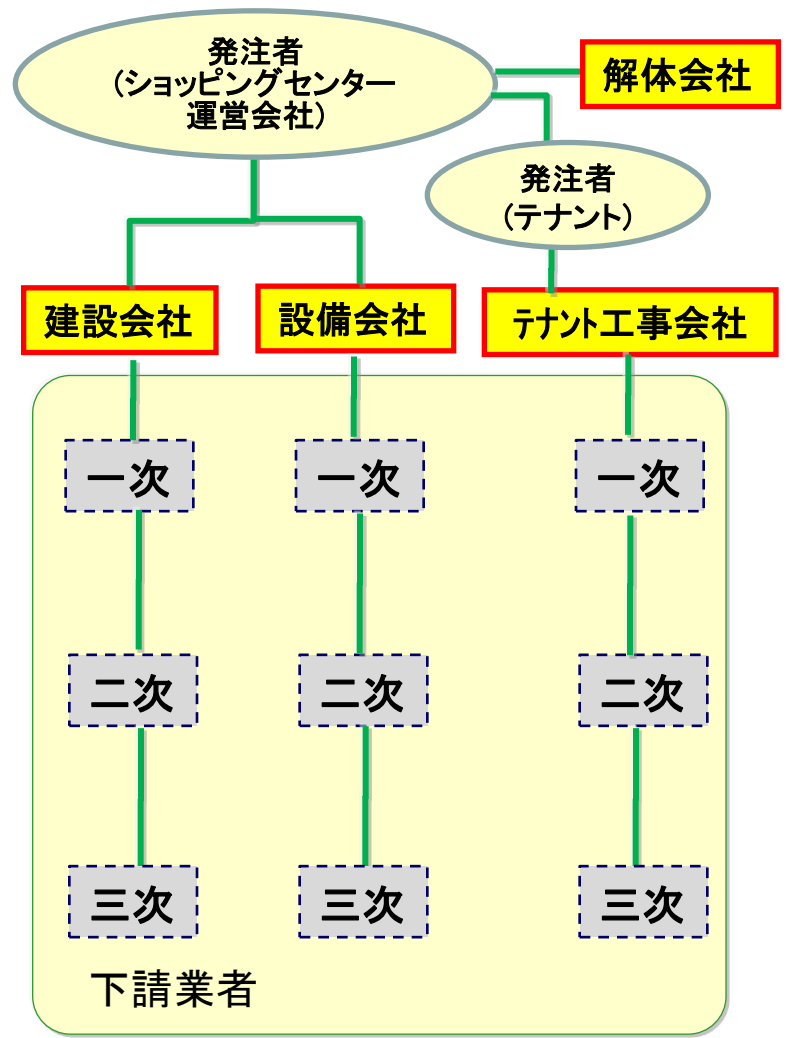 発注者
(ショッピングセンター
運営会社)
解体会社
発注者
(テナント)
建設会社
設備会社
テナント工事会社
一次
一次
一次
二次
二次
二次
三次
三次
三次
下請業者